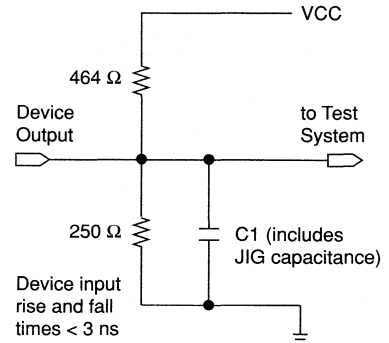 VCC
464 Ω
Device
Output
to Test
System
250 Ω
C1 (includes
JIG capacitance)
Device input
rise and fall
times < 3 ns